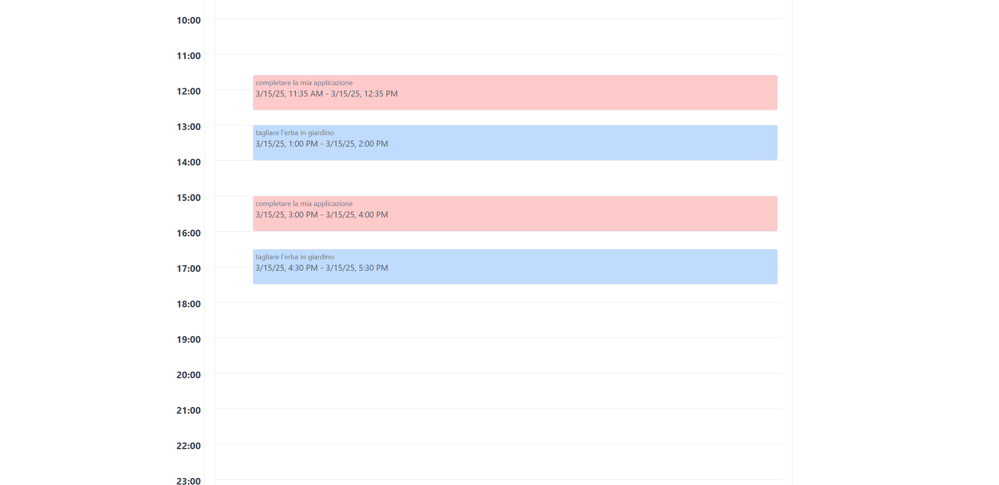 10:00
11:00
completare la mia applicazione
12:00
3/15/25, 11:35 AM - 3/15/25, 12:35 PM
13:00
tagliare l'erba in giardino
3/15/25, 1:00 PM - 3/15/25, 2:00 PM
14:00
15:00
completare la mia applicazione
3/15/25, 3:00 PM - 3/15/25, 4:00 PM
16:00
tagliare l'erba in giardino
17:00
3/15/25, 4:30 PM - 3/15/25, 5:30 PM
18:00
19:00
20:00
21:00
22:00
23:00